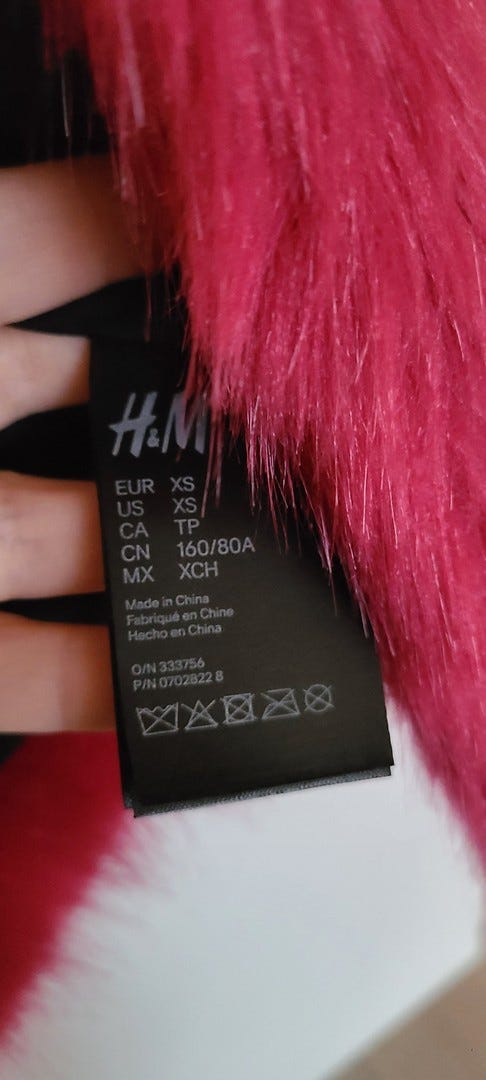 H&M
EUR XS
US XS
CA TP
CN 160/80A
MX XCH
Made in China
Fabriqué en Chine
Hecho en China
O/N 333756
P/N 0702822 8